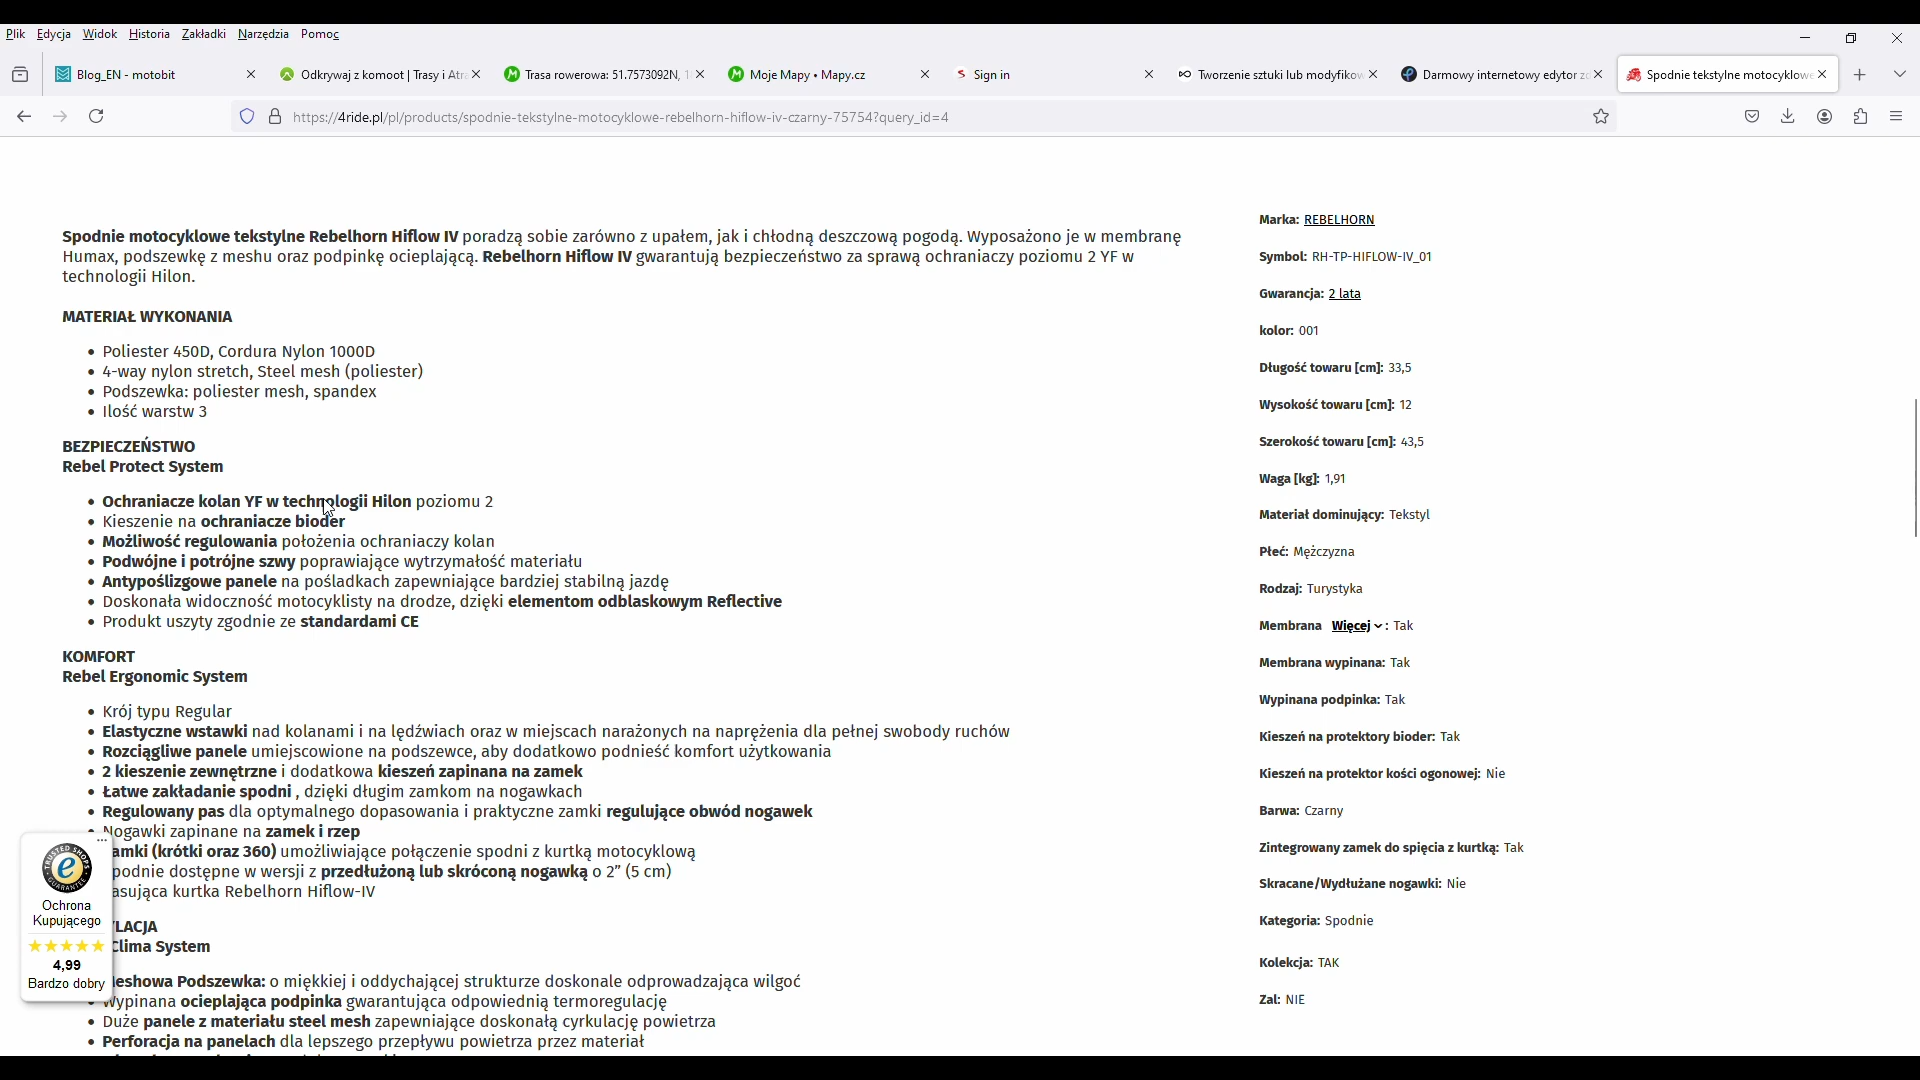 Plik Edycja Widok Historia Zakładki Narzędzia Pomoc
Blog_EN - motobit
Odkrywaj z komoot | Trasy i Atra
Trasa rowerowa: 51.7573092N, 1
Moje Mapy • Mapy.cz
Sign in
Tworzenie sztuki lub modyfikow
Darmowy internetowy edytor zd
Spodnie tekstylne motocyklowe
https://4ride.pl/pl/products/spodnie-tekstylne-motocyklowe-rebelhorn-hiflow-iv-czarny-75754?query_id=4
Spodnie motocyklowe tekstylne Rebelhorn Hiflow IV poradzą sobie zarówno z upałem, jak i chłodną deszczową pogodą. Wyposażono je w membranę
Humax, podszewkę z meshu oraz podpinkę ocieplającą. Rebelhorn Hiflow IV gwarantują bezpieczeństwo za sprawą ochraniaczy poziomu 2 YF w
technologii Hilon.
MATERIAŁ WYKONANIA
• Poliester 450D, Cordura Nylon 1000D
• 4-way nylon stretch, Steel mesh (poliester)
• Podszewka: poliester mesh, spandex
• Ilość warstw 3
BEZPIECZEŃSTWO
Rebel Protect System
• Ochraniacze kolan YF w technologii Hilon poziomu 2
• Kieszenie na ochraniacze bioder
• Możliwość regulowania położenia ochraniaczy kolan
• Podwójne i potrójne szwy poprawiające wytrzymałość materiału
• Antypoślizgowe panele na pośladkach zapewniające bardziej stabilną jazdę
• Doskonała widoczność motocyklisty na drodze, dzięki elementom odblaskowym Reflective
• Produkt uszyty zgodnie ze standardami CE
KOMFORT
Rebel Ergonomic System
• Krój typu Regular
• Elastyczne wstawki nad kolanami i na lędźwiach oraz w miejscach narażonych na naprężenia dla pełnej swobody ruchów
• Rozciągliwe panele umiejscowione na podszewce, aby dodatkowo podnieść komfort użytkowania
• 2 kieszenie zewnętrzne i dodatkowa kieszeń zapinana na zamek
• Łatwe zakładanie spodni , dzięki długim zamkom na nogawkach
• Regulowany pas dla optymalnego dopasowania i praktyczne zamki regulujące obwód nogawek
• Nogawki zapinane na zamek i rzep
amki (krótki oraz 360) umożliwiające połączenie spodni z kurtką motocyklową
podnie dostępne w wersji z przedłużoną lub skróconą nogawką o 2” (5 cm)
asująca kurtka Rebelhorn Hiflow-IV
YLACJA
Clima System
eshowa Podszewka: o miękkiej i oddychającej strukturze doskonale odprowadzająca wilgoć
• Wypinana ocieplająca podpinka gwarantująca odpowiednią termoregulację
• Duże panele z materiału steel mesh zapewniające doskonałą cyrkulację powietrza
• Perforacja na panelach dla lepszego przepływu powietrza przez materiał
TRUSTED SHOPS
GUARANTEE
Ochrona
Kupującego
4,99
Bardzo dobry
Marka: REBELHORN
Symbol: RH-TP-HIFLOW-IV_01
Gwarancja: 2 lata
kolor: 001
Długość towaru [cm]: 33,5
Wysokość towaru [cm]: 12
Szerokość towaru [cm]: 43,5
Waga [kg]: 1,91
Materiał dominujący: Tekstyl
Płeć: Mężczyzna
Rodzaj: Turystyka
Membrana Więcej : Tak
Membrana wypinana: Tak
Wypinana podpinka: Tak
Kieszeń na protektory bioder: Tak
Kieszeń na protektor kości ogonowej: Nie
Barwa: Czarny
Zintegrowany zamek do spięcia z kurtką: Tak
Skracane/Wydłużane nogawki: Nie
Kategoria: Spodnie
Kolekcja: TAK
Zal: NIE